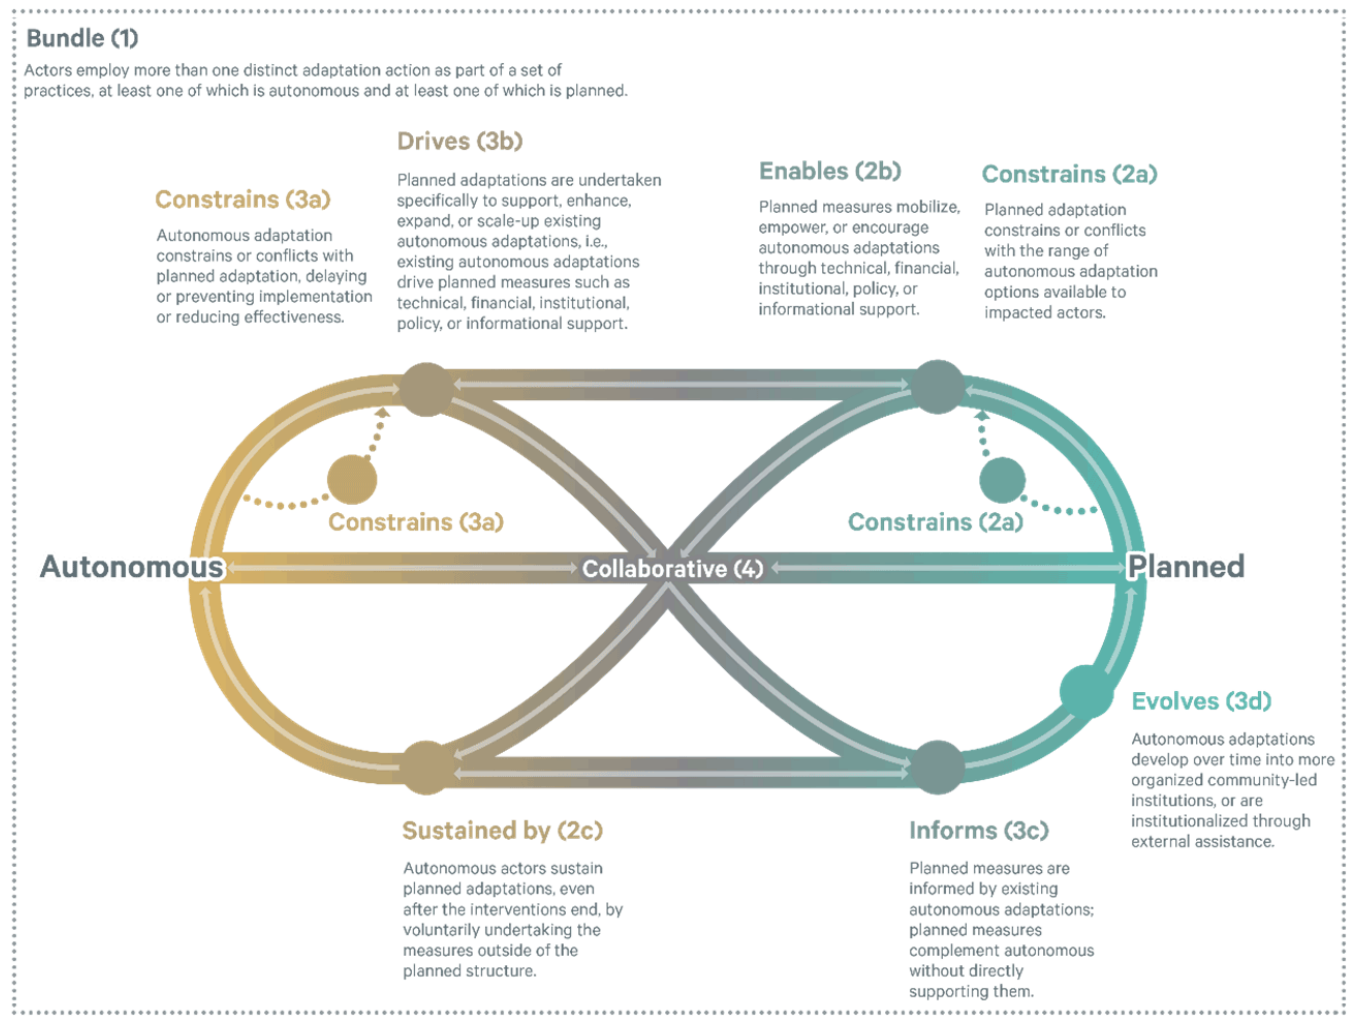 Bundle (1)
Actors employ more than one distinct adaptation action as part of a set of
practices, at least one of which is autonomous and at least one of which is planned.
Constrains (3a)
Autonomous adaptation
constrains or conflicts with
planned adaptation, delaying
or preventing implementation
or reducing effectiveness.
Drives (3b)
Planned adaptations are undertaken
specifically to support, enhance,
expand, or scale-up existing
autonomous adaptations, i.e.,
existing autonomous adaptations
drive planned measures such as
technical, financial, institutional,
policy, or informational support.
Enables (2b)
Planned measures mobilize,
empower, or encourage
autonomous adaptations
through technical, financial,
institutional, policy, or
informational support.
Constrains (2a)
Planned adaptation
constrains or conflicts
with the range of
autonomous adaptation
options available to
impacted actors.
Constrains (3a)
Constrains (2a)
Autonomous
Collaborative (4)
Planned
Evolves (3d)
Autonomous adaptations
develop over time into more
organized community-led
institutions, or are
institutionalized through
external assistance.
Sustained by (2c)
Autonomous actors sustain
planned adaptations, even
after the interventions end, by
voluntarily undertaking the
measures outside of the
planned structure.
Informs (3c)
Planned measures are
informed by existing
autonomous adaptations;
planned measures
complement autonomous
without directly
supporting them.